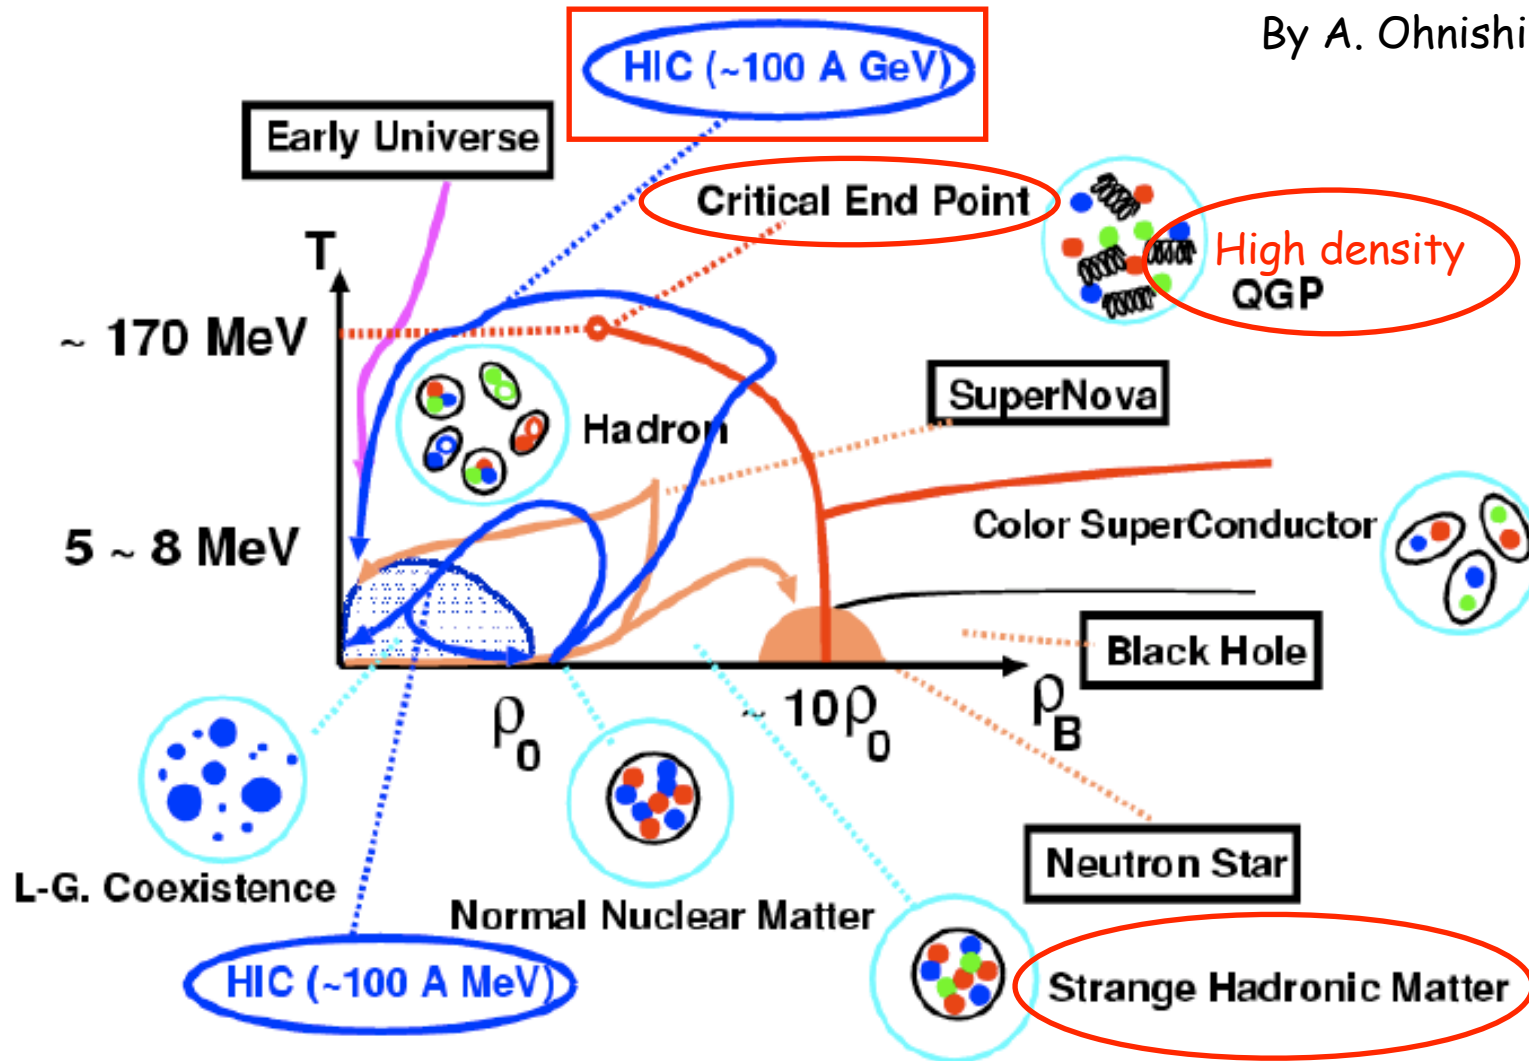 By A. Ohnishi
HIC (~100 A GeV)
Early Universe
Critical End Point
T
High density
QGP
~ 170 MeV
SuperNova
Hadron
Color SuperConductor
5 ~ 8 MeV
Black Hole
ρ0
~ 10ρ0
ρB
Neutron Star
L-G. Coexistence
Normal Nuclear Matter
HIC (~100 A MeV)
Strange Hadronic Matter